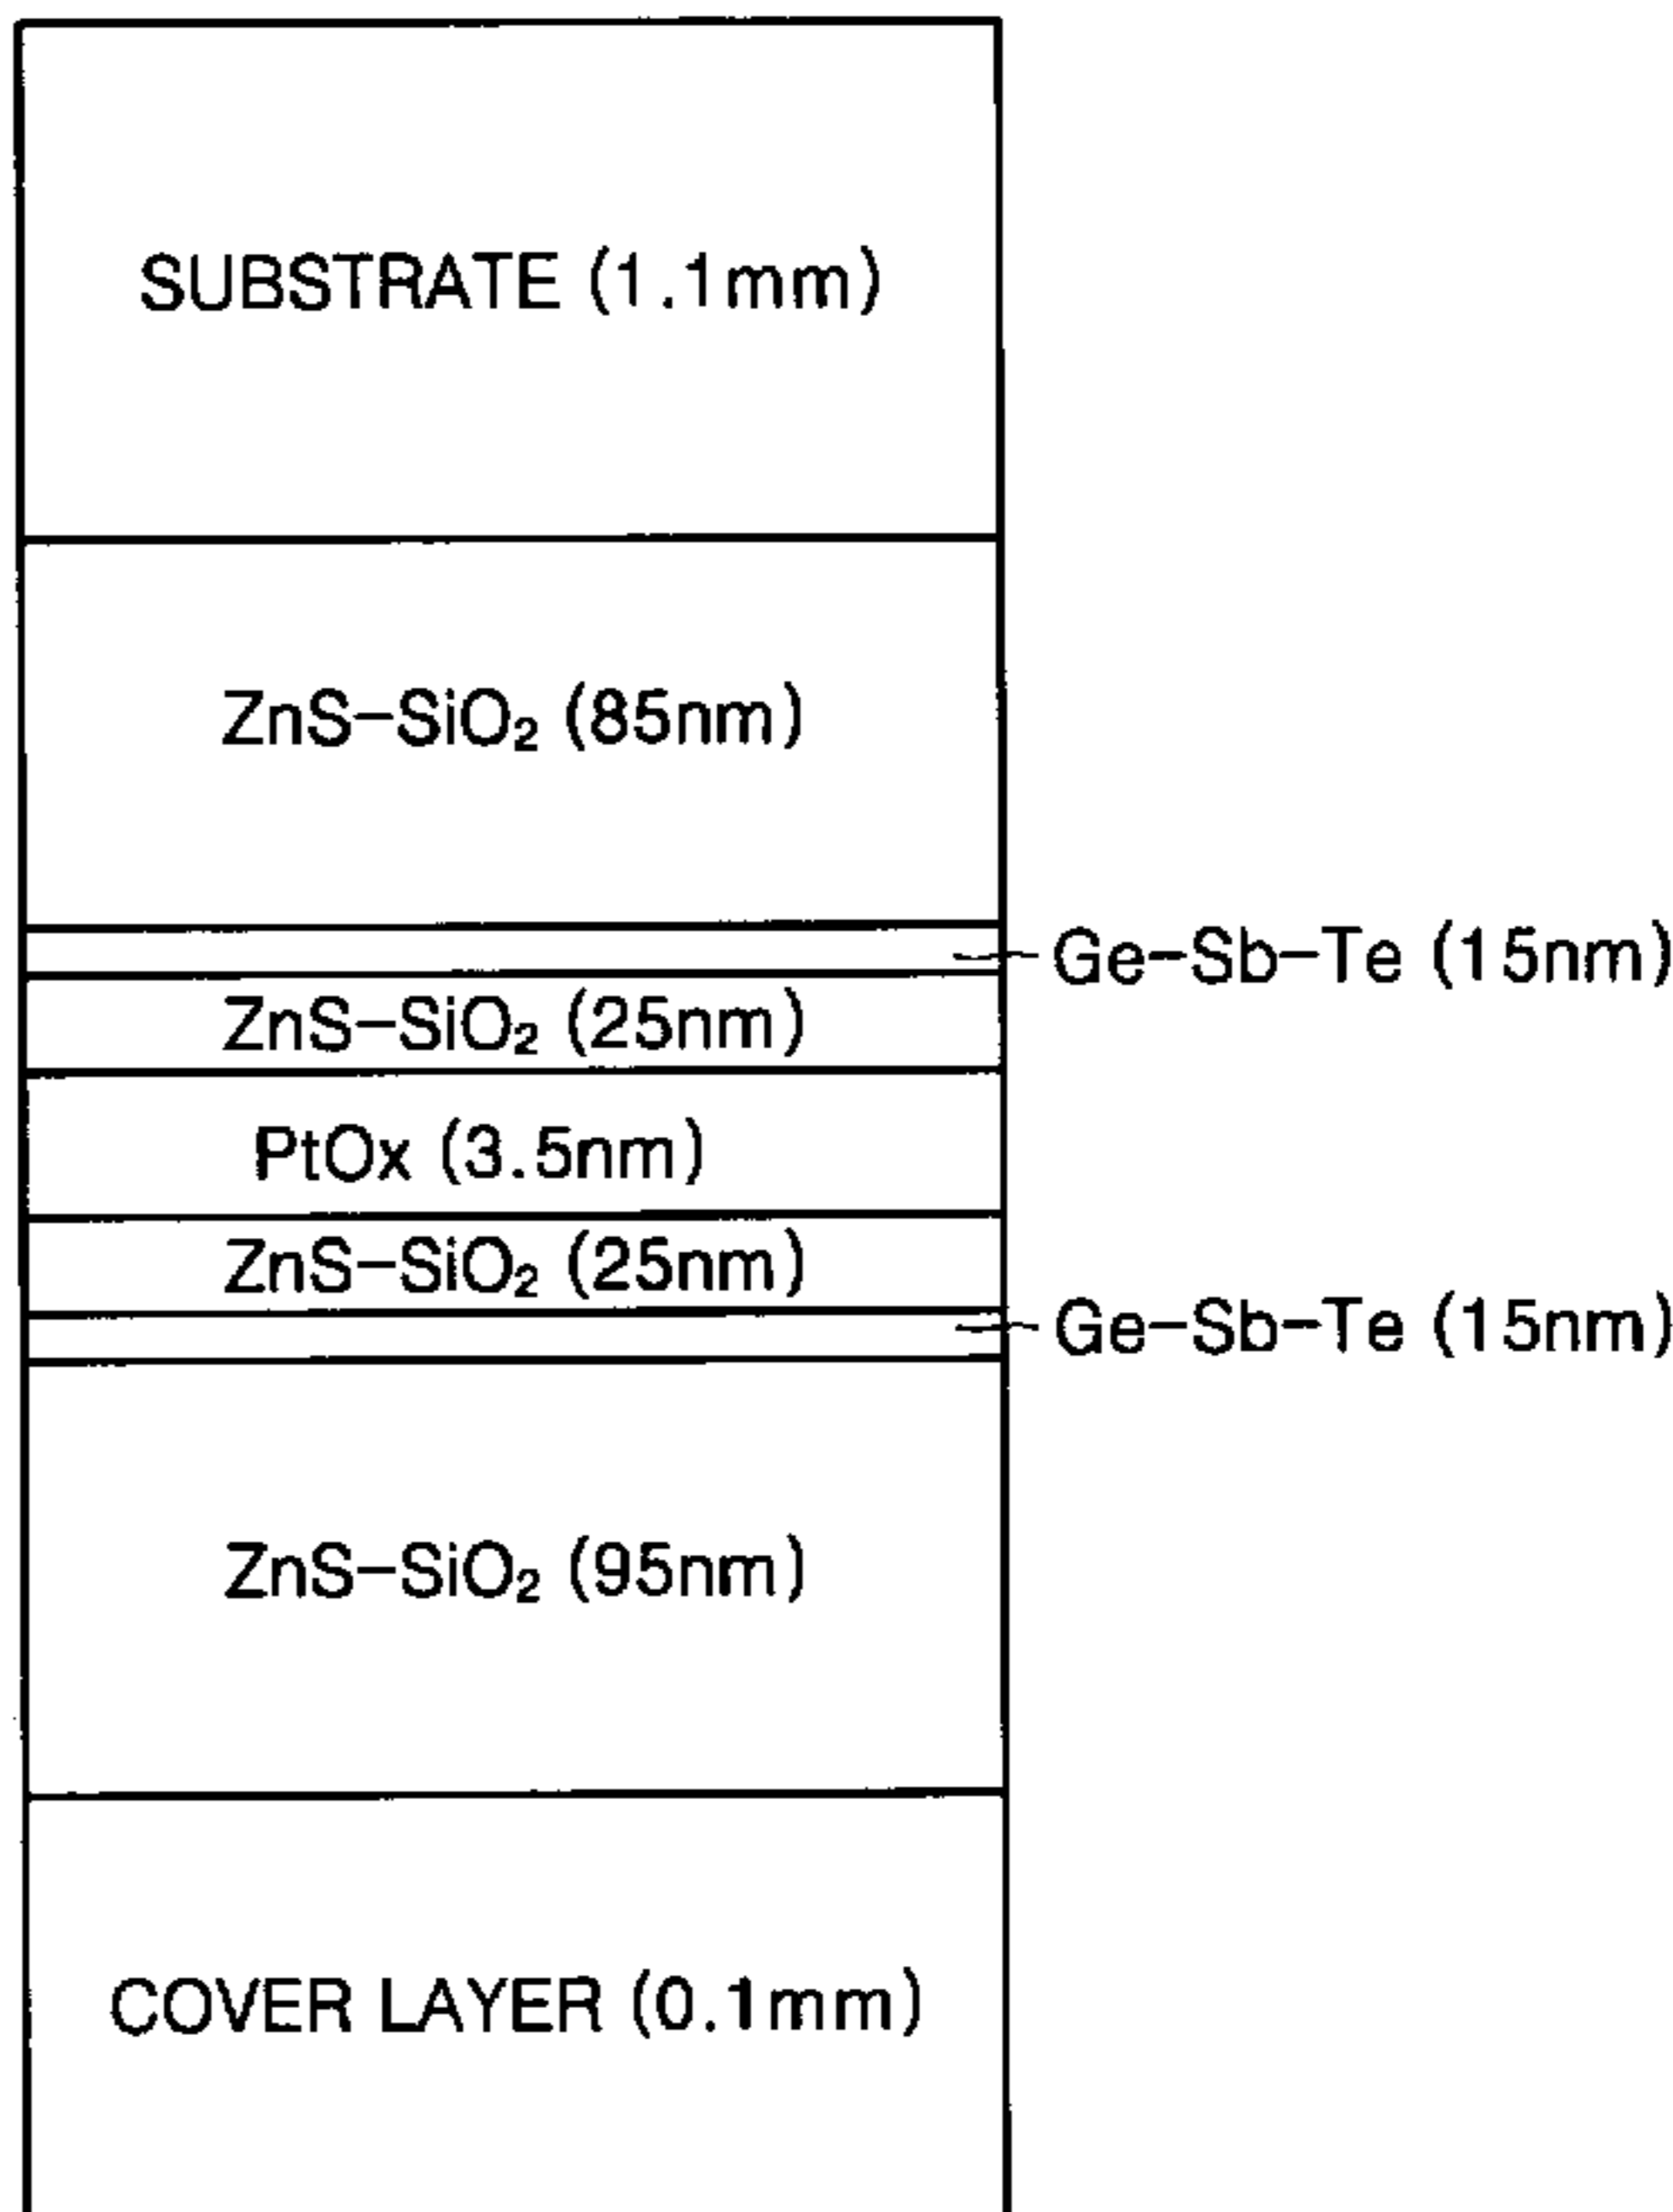 SUBSTRATE (1.1mm)
ZnS-SiO₂ (85nm)
Ge-Sb-Te (15nm)
ZnS-SiO₂ (25nm)
PtOx (3.5nm)
ZnS-SiO₂ (25nm)
Ge-Sb-Te (15nm)
ZnS-SiO₂ (95nm)
COVER LAYER (0.1mm)